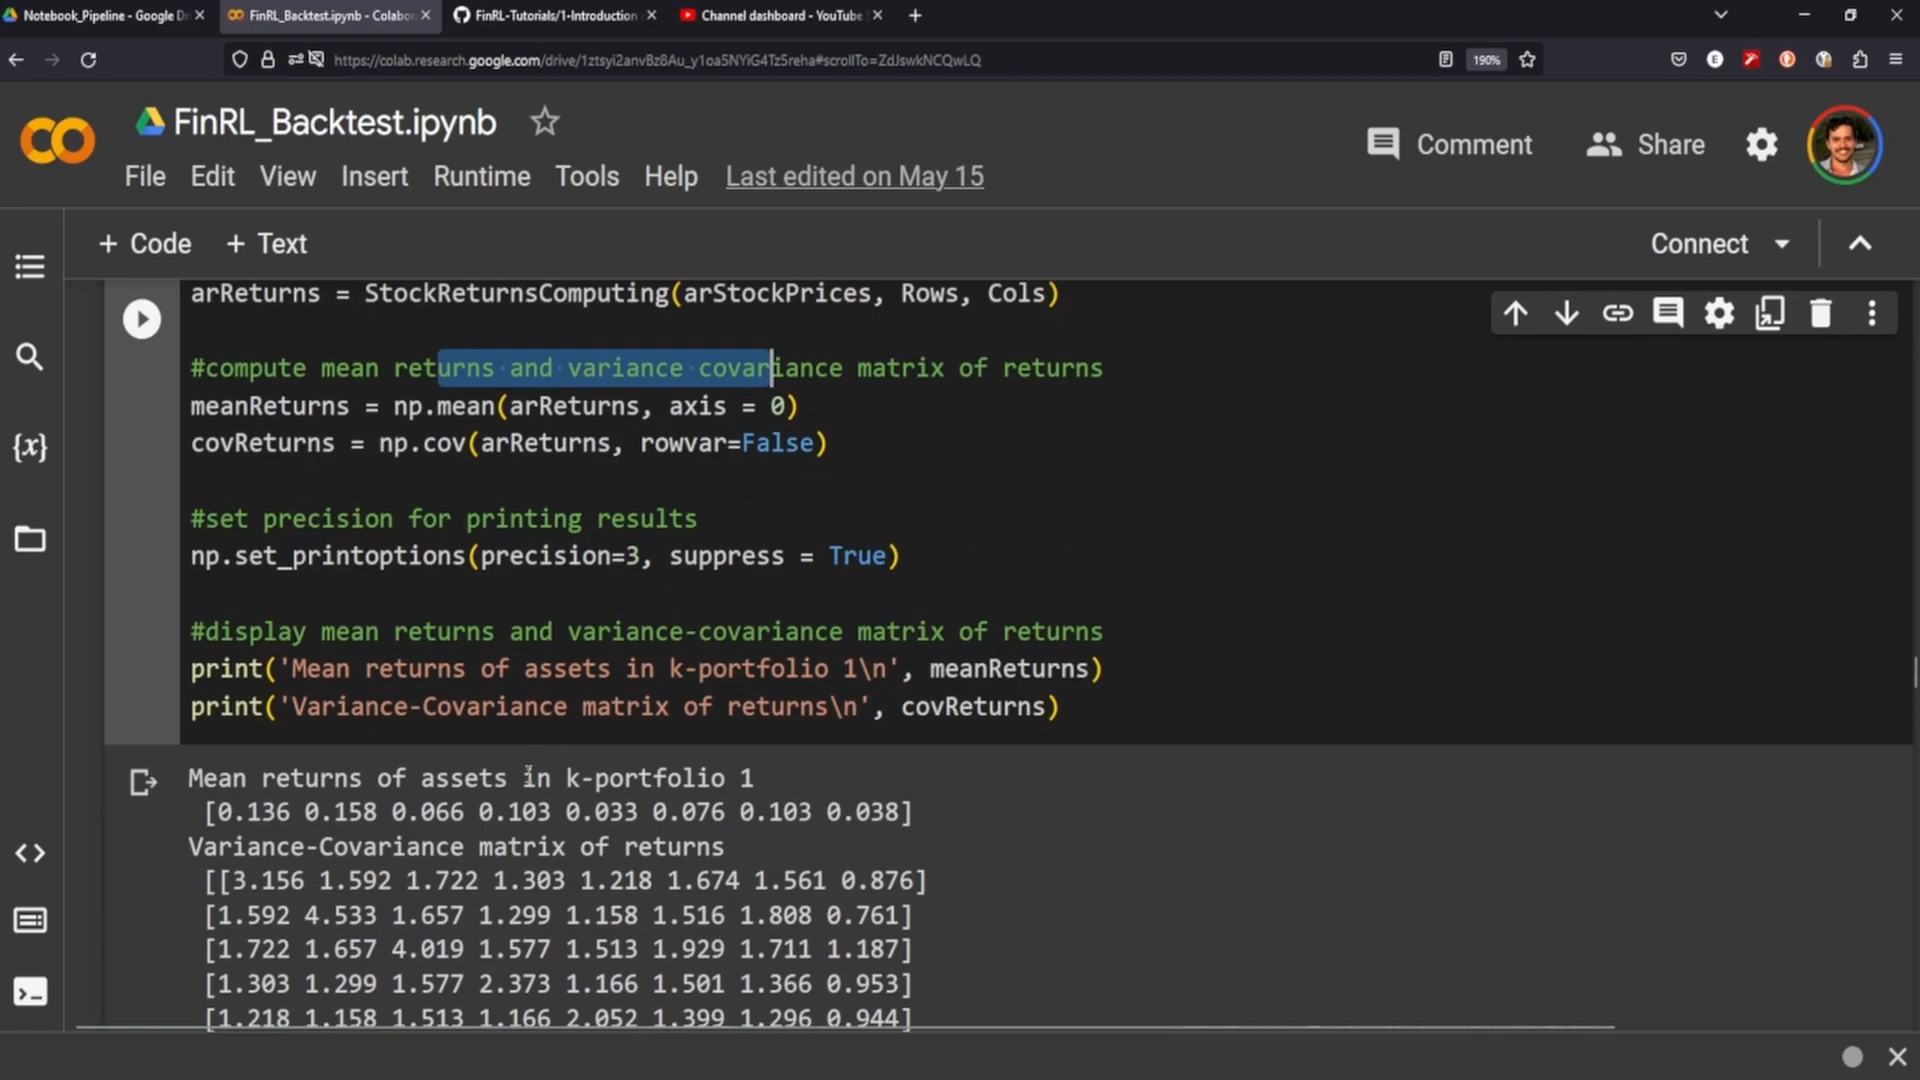 Notebook_Pipeline - Google Dr
FinRL_Backtest.ipynb - Colabor
FinRL-Tutorials/1-Introduction
Channel dashboard - YouTube
https://colab.research.google.com/drive/1ztsyi2anvBz8Au_y1oa5NYiG4Tz5reha#scrollTo=ZdJswkNCQwLQ
190%
FinRL_Backtest.ipynb
Comment
Share
File Edit View Insert Runtime Tools Help Last edited on May 15
+ Code + Text
Connect
arReturns = StockReturnsComputing(arStockPrices, Rows, Cols)
#compute mean returns and variance covariance matrix of returns
meanReturns = np.mean(arReturns, axis = 0)
covReturns = np.cov(arReturns, rowvar=False)
#set precision for printing results
np.set_printoptions(precision=3, suppress = True)
#display mean returns and variance-covariance matrix of returns
print('Mean returns of assets in k-portfolio 1\n', meanReturns)
print('Variance-Covariance matrix of returns\n', covReturns)
Mean returns of assets in k-portfolio 1
[0.136 0.158 0.066 0.103 0.033 0.076 0.103 0.038]
Variance-Covariance matrix of returns
[[3.156 1.592 1.722 1.303 1.218 1.674 1.561 0.876]
[1.592 4.533 1.657 1.299 1.158 1.516 1.808 0.761]
[1.722 1.657 4.019 1.577 1.513 1.929 1.711 1.187]
[1.303 1.299 1.577 2.373 1.166 1.501 1.366 0.953]
[1.218 1.158 1.513 1.166 2.052 1.399 1.296 0.944]